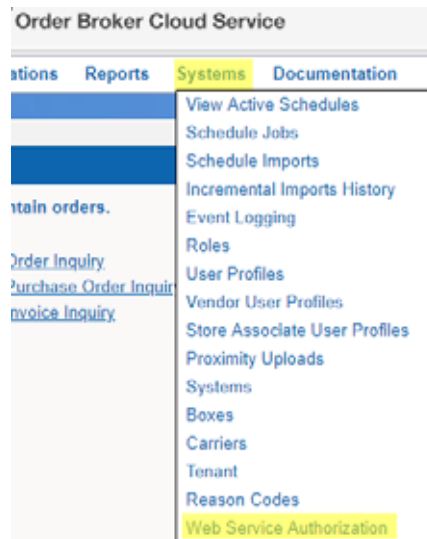 Order Broker Cloud Service
ations Reports Systems Documentation
View Active Schedules
Schedule Jobs
Schedule Imports
Incremental Imports History
ntain orders.
Event Logging
Roles
Order Inquiry
User Profiles
Purchase Order Inquir
Vendor User Profiles
nvoice Inquiry
Store Associate User Profiles
Proximity Uploads
Systems
Boxes
Carriers
Tenant
Reason Codes
Web Service Authorization